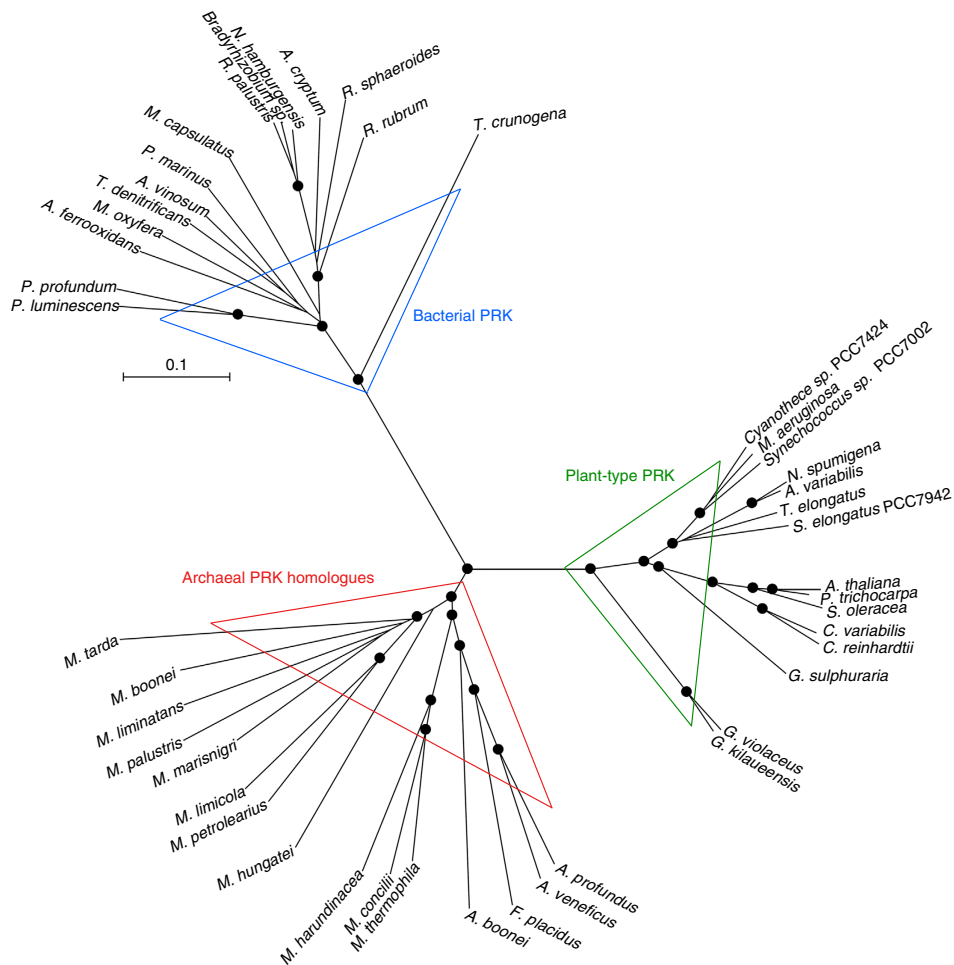 N. hamburgensis
Bradyrhizobium sp.
R. palustris
A. cryptum
R. sphaeroides
R. rubrum
T. crunogena
M. capsulatus
P. marinus
A. vinosum
T. denitrificans
M. oxyfera
A. ferrooxidans
P. profundum
P. luminescens
Bacterial PRK
0.1
Cyanothece sp. PCC7424
M. aeruginosa
Synechococcus sp. PCC7002
Plant-type PRK
N. spumigena
A. variabilis
T. elongatus
S. elongatus PCC7942
A. thaliana
P. trichocarpa
S. oleracea
C. variabilis
C. reinhardtii
G. sulphuraria
G. violaceus
G. kilaueensis
Archaeal PRK homologues
M. tarda
M. boonei
M. liminatans
M. palustris
M. marisnigri
M. limicola
M. petrolearius
M. hungatei
M. harundinacea
M. concilii
M. thermophila
A. boonei
F. placidus
A. veneficus
A. profundus